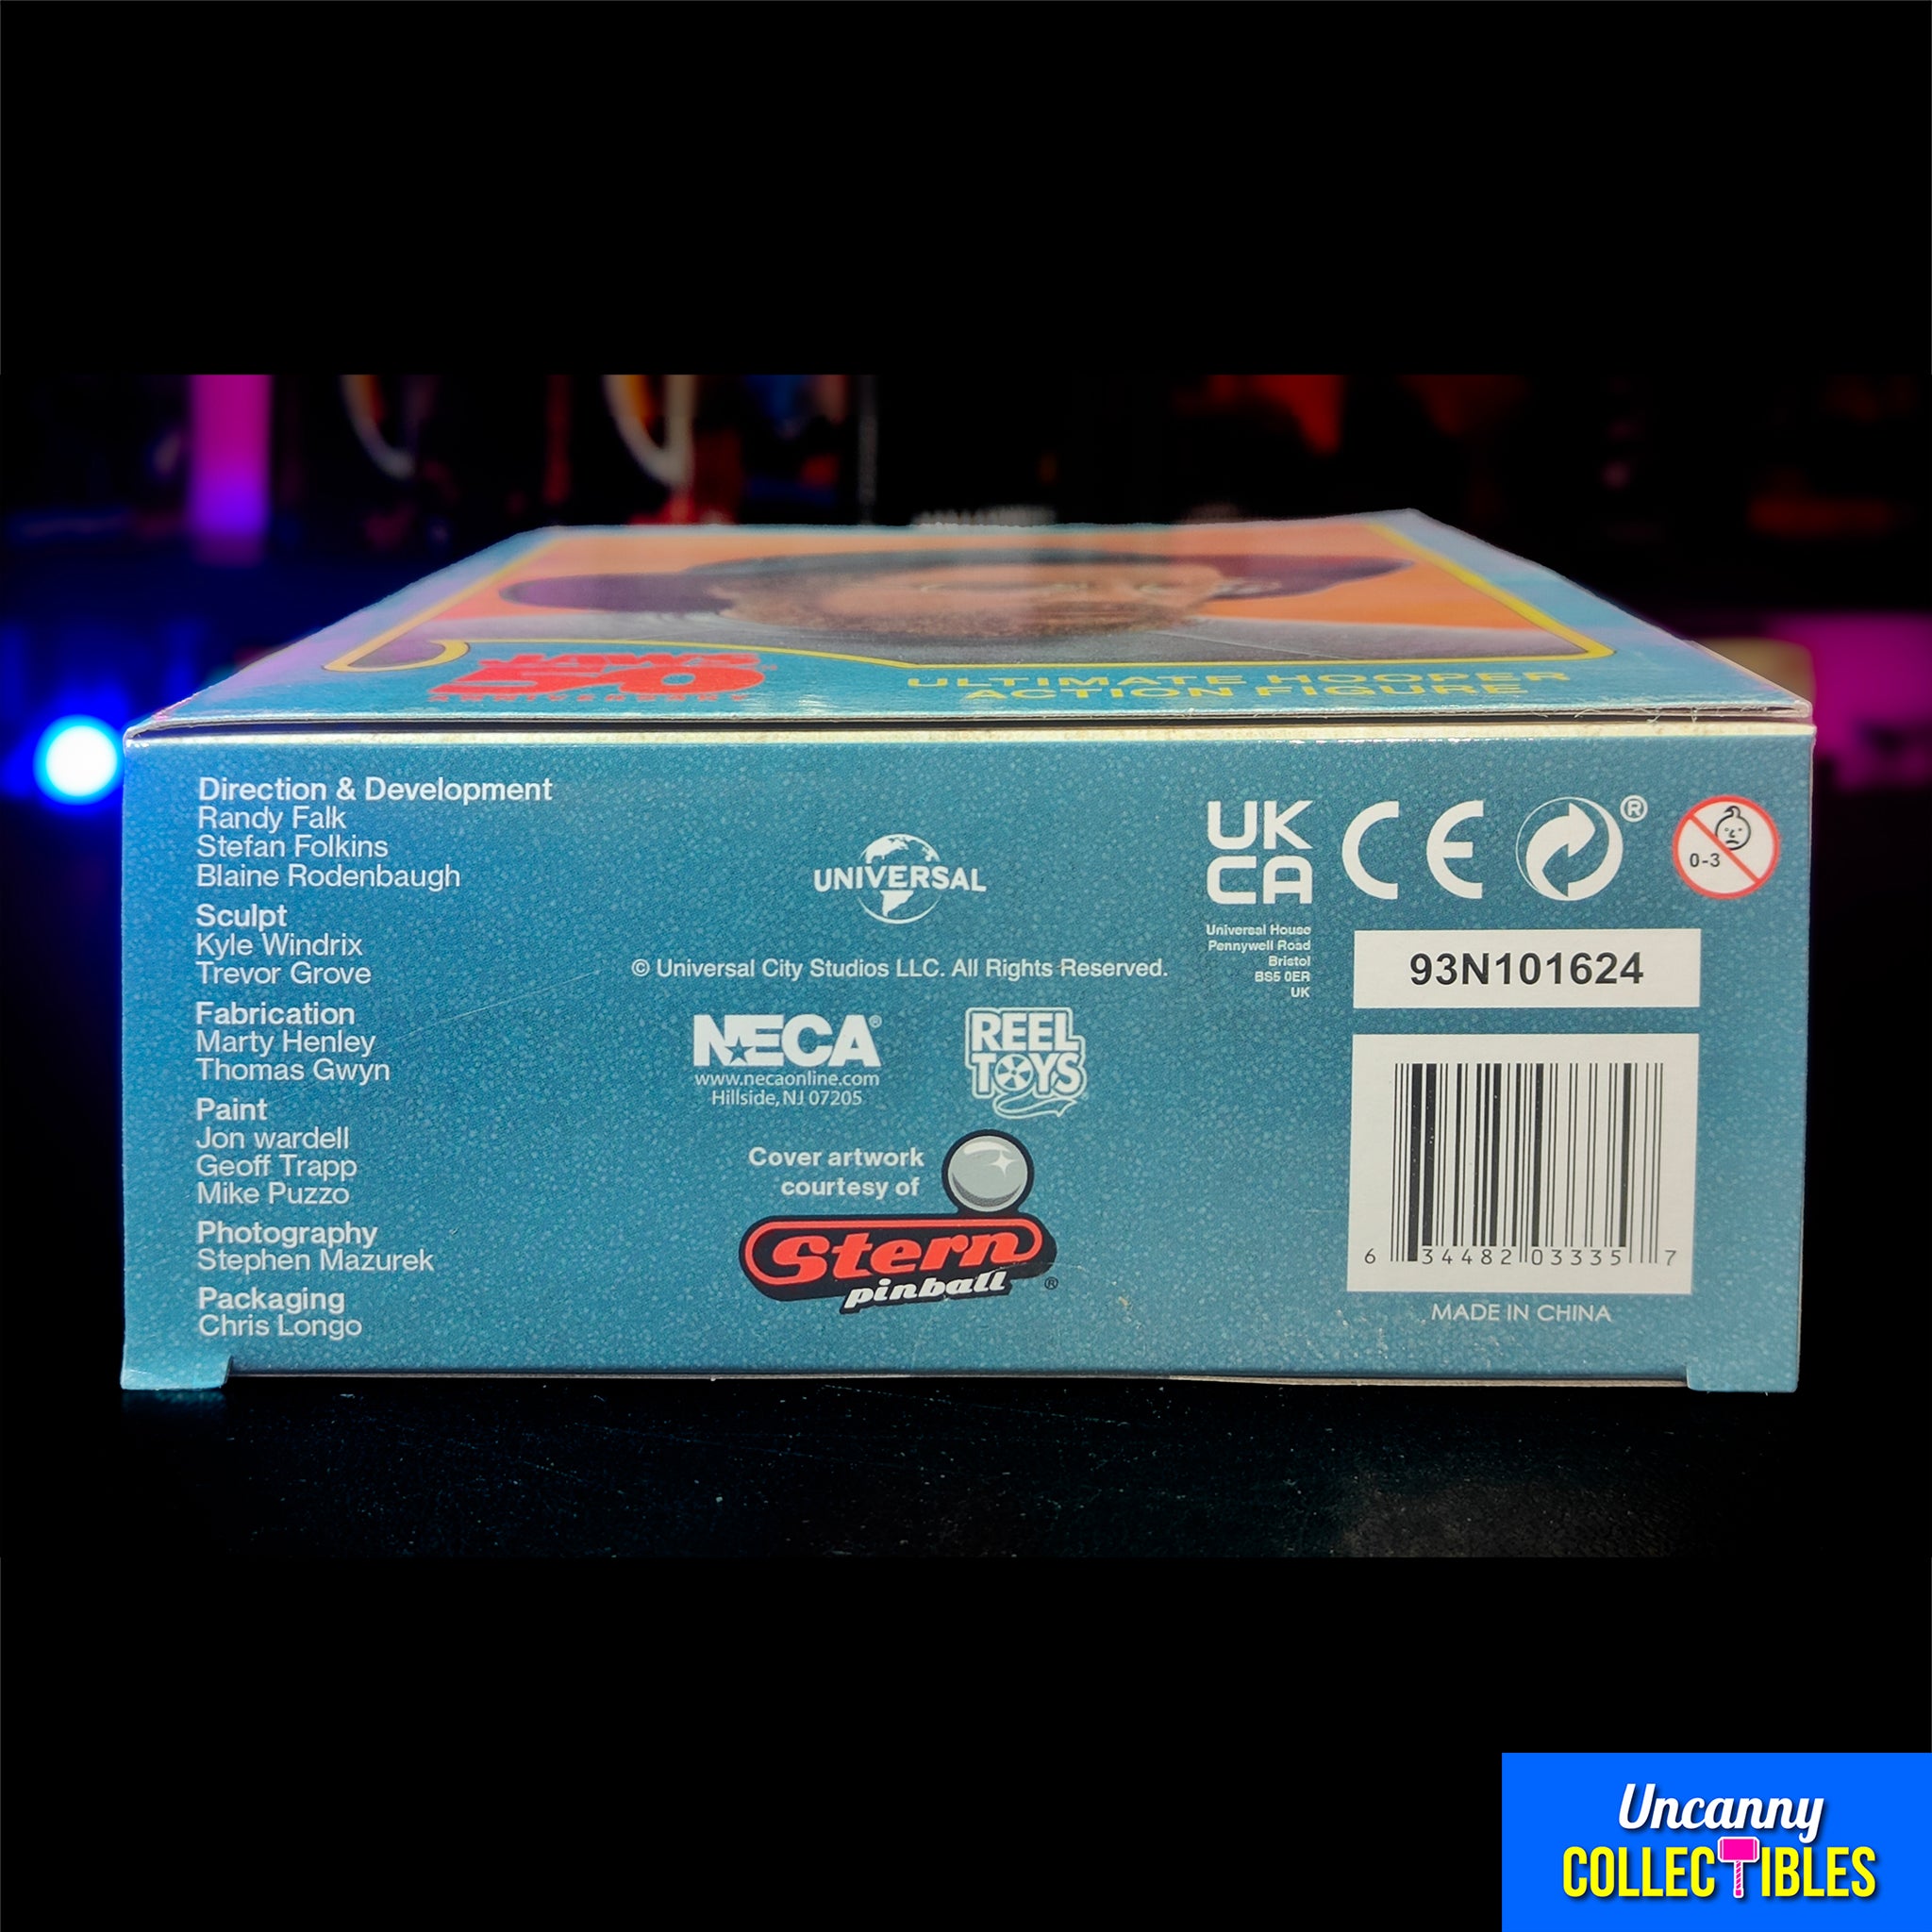 JAWS
50
ANNIVERSARY
ULTIMATE HOOPER
ACTION FIGURE
Direction & Development
Randy Falk
Stefan Folkins
Blaine Rodenbaugh
Sculpt
Kyle Windrix
Trevor Grove
Fabrication
Marty Henley
Thomas Gwyn
Paint
Jon wardell
Geoff Trapp
Mike Puzzo
Photography
Stephen Mazurek
Packaging
Chris Longo
UNIVERSAL
© Universal City Studios LLC. All Rights Reserved.
NECA®
www.necaonline.com
Hillside, NJ 07205
REEL
TOYS
Cover artwork
courtesy of
Stern
pinball ®
UK
CA
CE
®
0-3
Universal House
Pennywell Road
Bristol
BS5 0ER
UK
93N101624
6 34482 03335 7
MADE IN CHINA
Uncanny
COLLECTIBLES